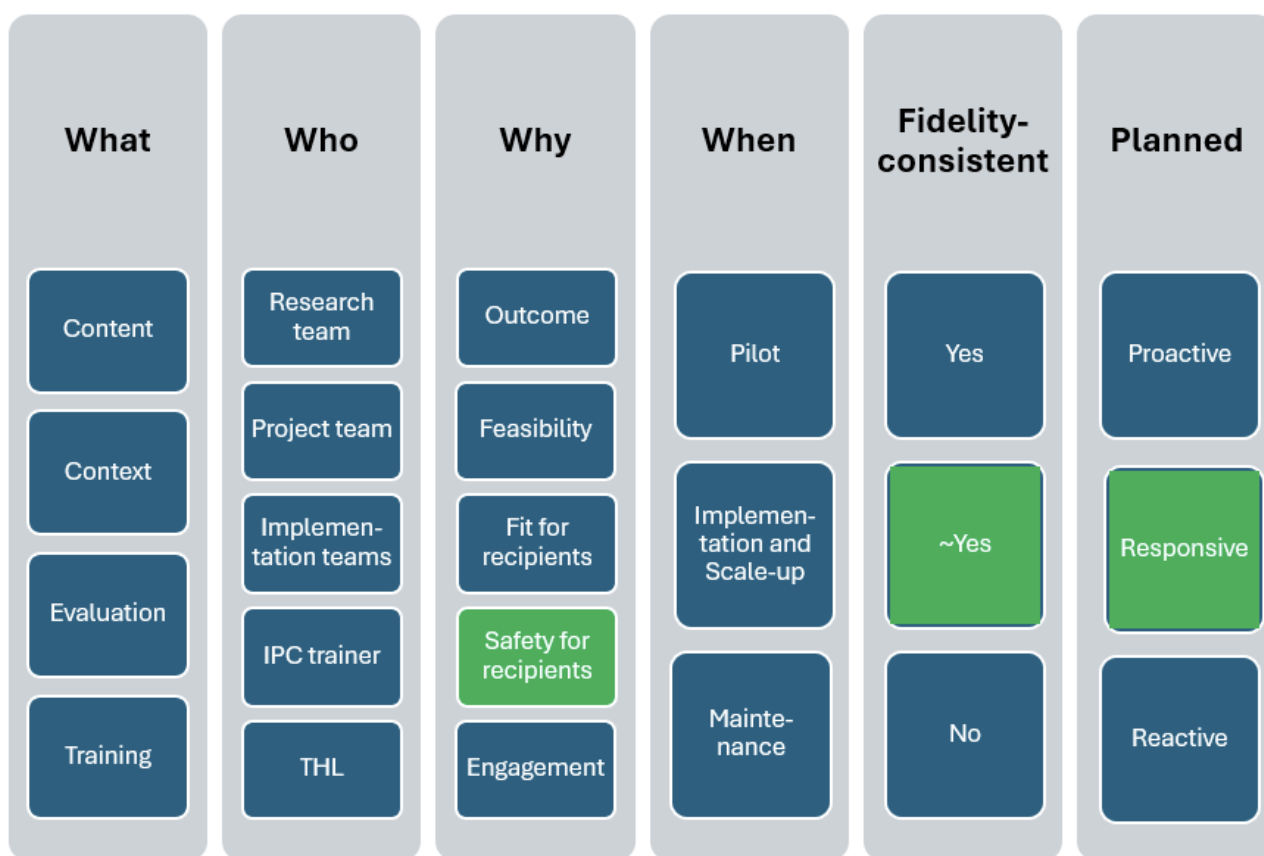 What
Content
Context
Evaluation
Training
Who
Research
team
Project team
Implemen-
tation teams
IPC trainer
THL
Why
Outcome
Feasibility
Fit for
recipients
Safety for
recipients
Engagement
When
Pilot
Implemen-
tation and
Scale-up
Mainte-
nance
Fidelity-
consistent
Yes
~Yes
No
Planned
Proactive
Responsive
Reactive